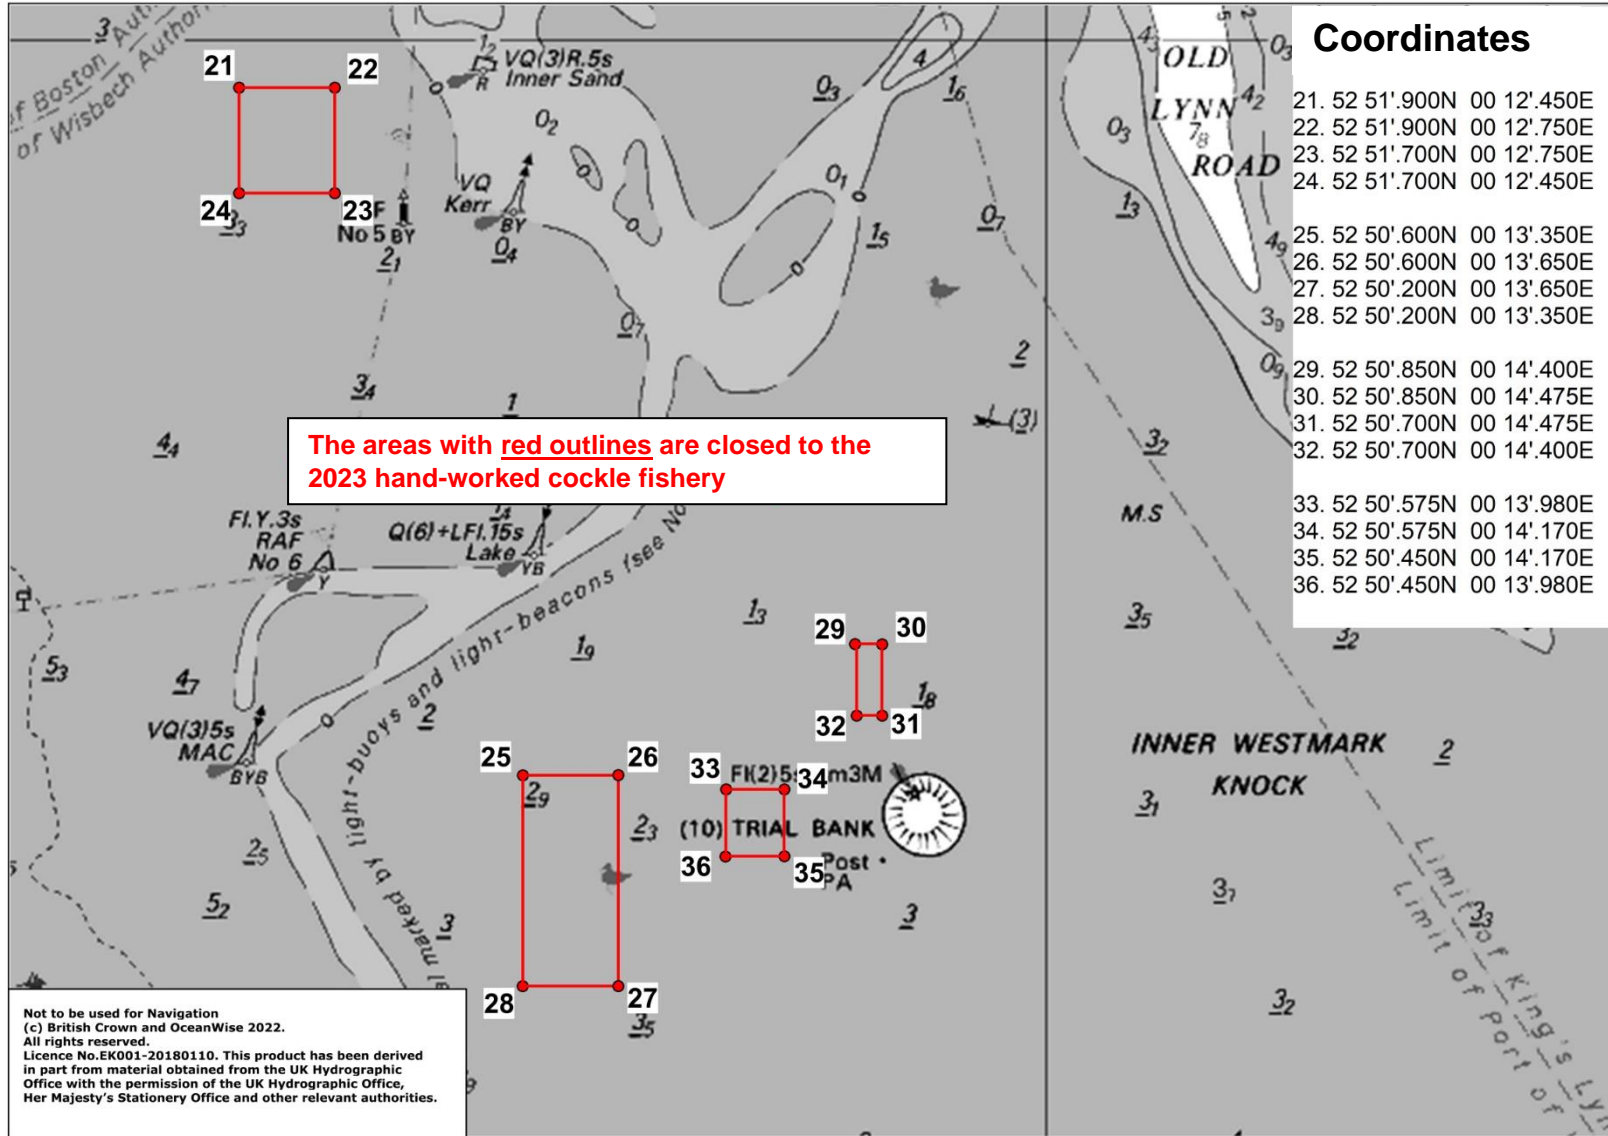 Coordinates
21. 52 51'.900N 00 12'.450E
22. 52 51'.900N 00 12'.750E
23. 52 51'.700N 00 12'.750E
24. 52 51'.700N 00 12'.450E
25. 52 50'.600N 00 13'.350E
26. 52 50'.600N 00 13'.650E
27. 52 50'.200N 00 13'.650E
28. 52 50'.200N 00 13'.350E
29. 52 50'.850N 00 14'.400E
30. 52 50'.850N 00 14'.475E
31. 52 50'.700N 00 14'.475E
32. 52 50'.700N 00 14'.400E
33. 52 50'.575N 00 13'.980E
34. 52 50'.575N 00 14'.170E
35. 52 50'.450N 00 14'.170E
36. 52 50'.450N 00 13'.980E
of Boston
of Wisbech
21
22
24
23
VQ(3)R.5s
Inner Sand
R
OLD
LYNN
ROAD
VQ
Kerr
BY
No 5 BY
The areas with red outlines are closed to the
2023 hand-worked cockle fishery
Fl.Y.3s
RAF
No 6
Y
Q(6)+LFl.15s
Lake
YB
M.S
marked by light-buoys and light-beacons (see
VQ(3)5s
MAC
BYB
29
30
32
31
25
26
28
27
33
34
36
35
Fl(2)5s
m3M
(10) TRIAL BANK
Post
PA
INNER WESTMARK
KNOCK
Limit of King's
Limit of Port of
Not to be used for Navigation
(c) British Crown and OceanWise 2022.
All rights reserved.
Licence No.EK001-20180110. This product has been derived
in part from material obtained from the UK Hydrographic
Office with the permission of the UK Hydrographic Office,
Her Majesty's Stationery Office and other relevant authorities.